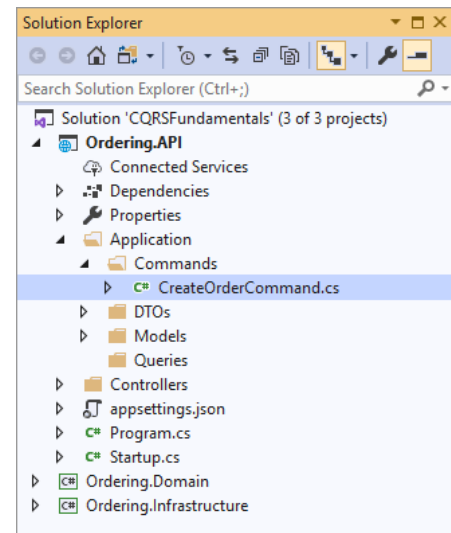 Solution Explorer
Search Solution Explorer (Ctrl+;)
Solution 'CQRSFundamentals' (3 of 3 projects)
Ordering.API
Connected Services
Dependencies
Properties
Application
Commands
C# CreateOrderCommand.cs
DTOs
Models
Queries
Controllers
appsettings.json
C# Program.cs
C# Startup.cs
C# Ordering.Domain
C# Ordering.Infrastructure